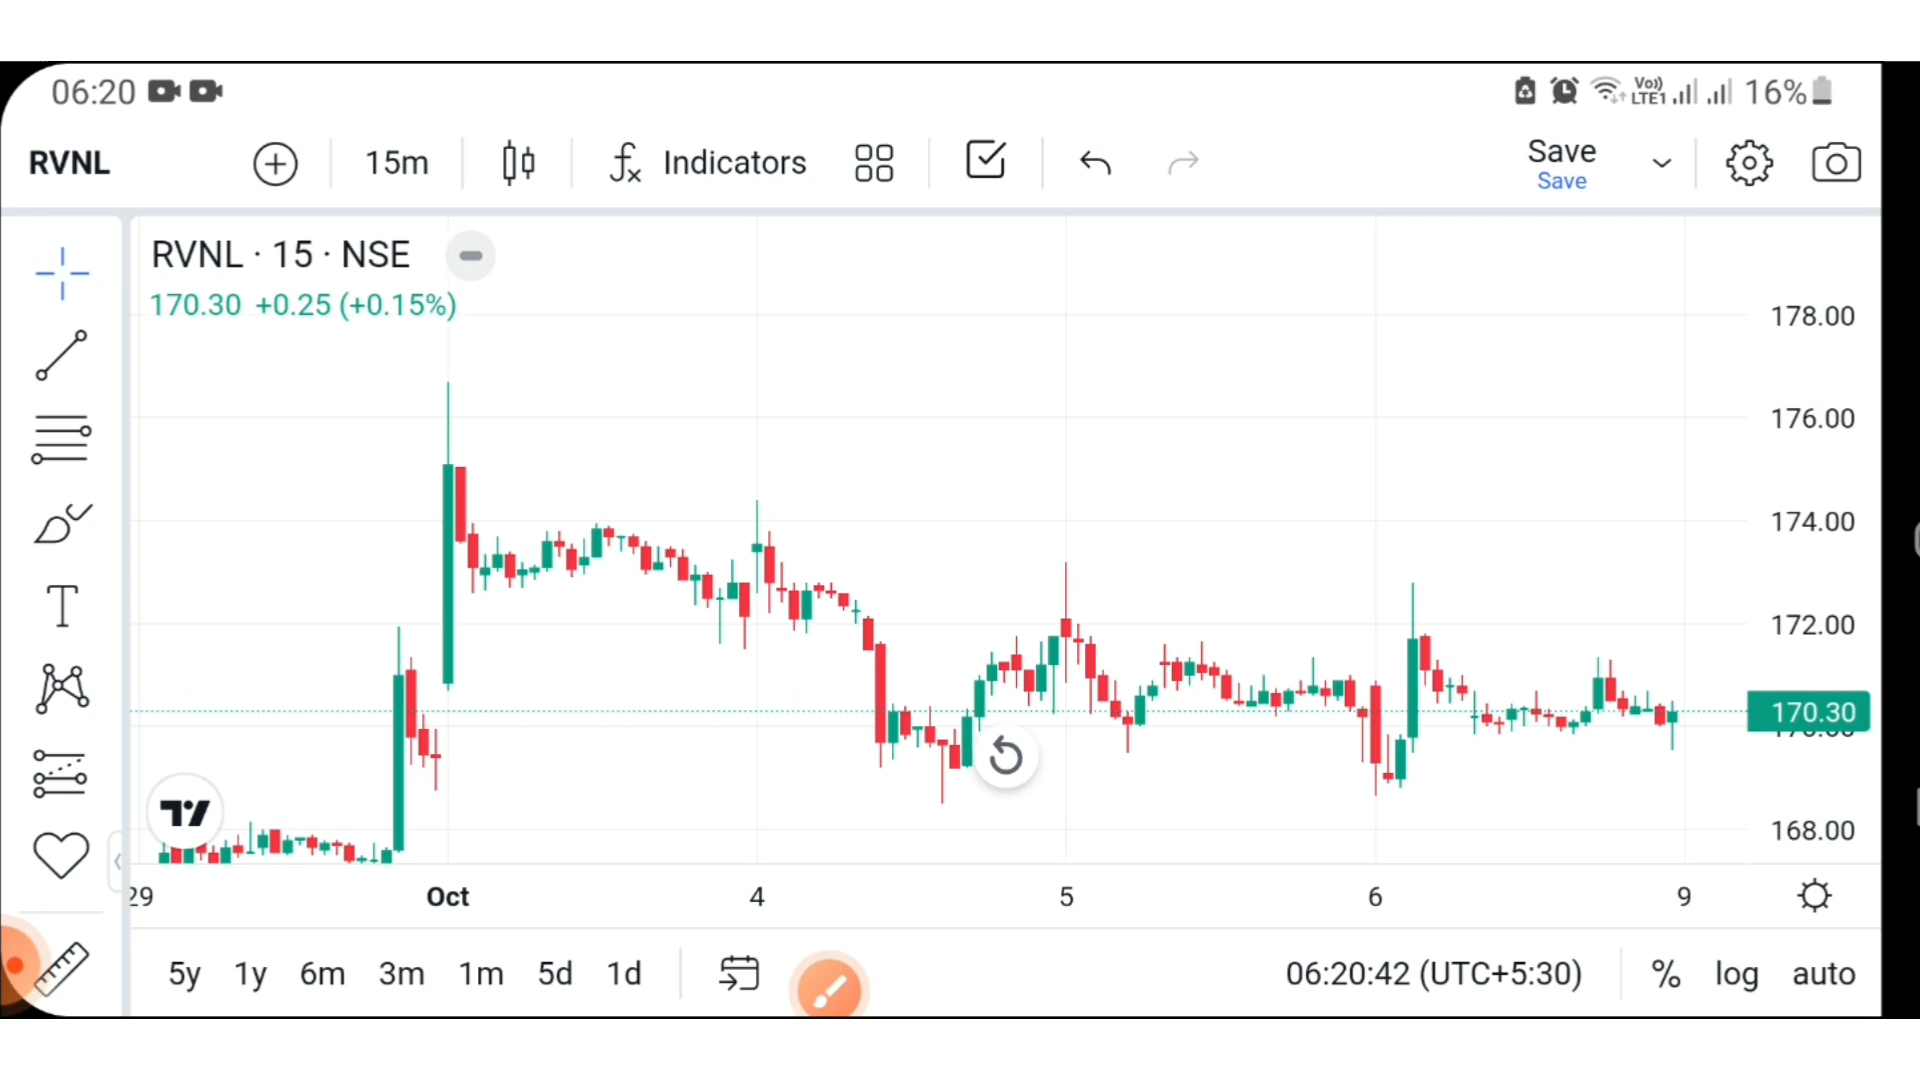 06:20 Vo)) LTE1 16%
RVNL 15m Indicators Save
Save
RVNL · 15 · NSE
170.30 +0.25 (+0.15%)
178.00
176.00
174.00
172.00
170.30
168.00
29 Oct 4 5 6 9
5y 1y 6m 3m 1m 5d 1d 06:20:42 (UTC+5:30) % log auto